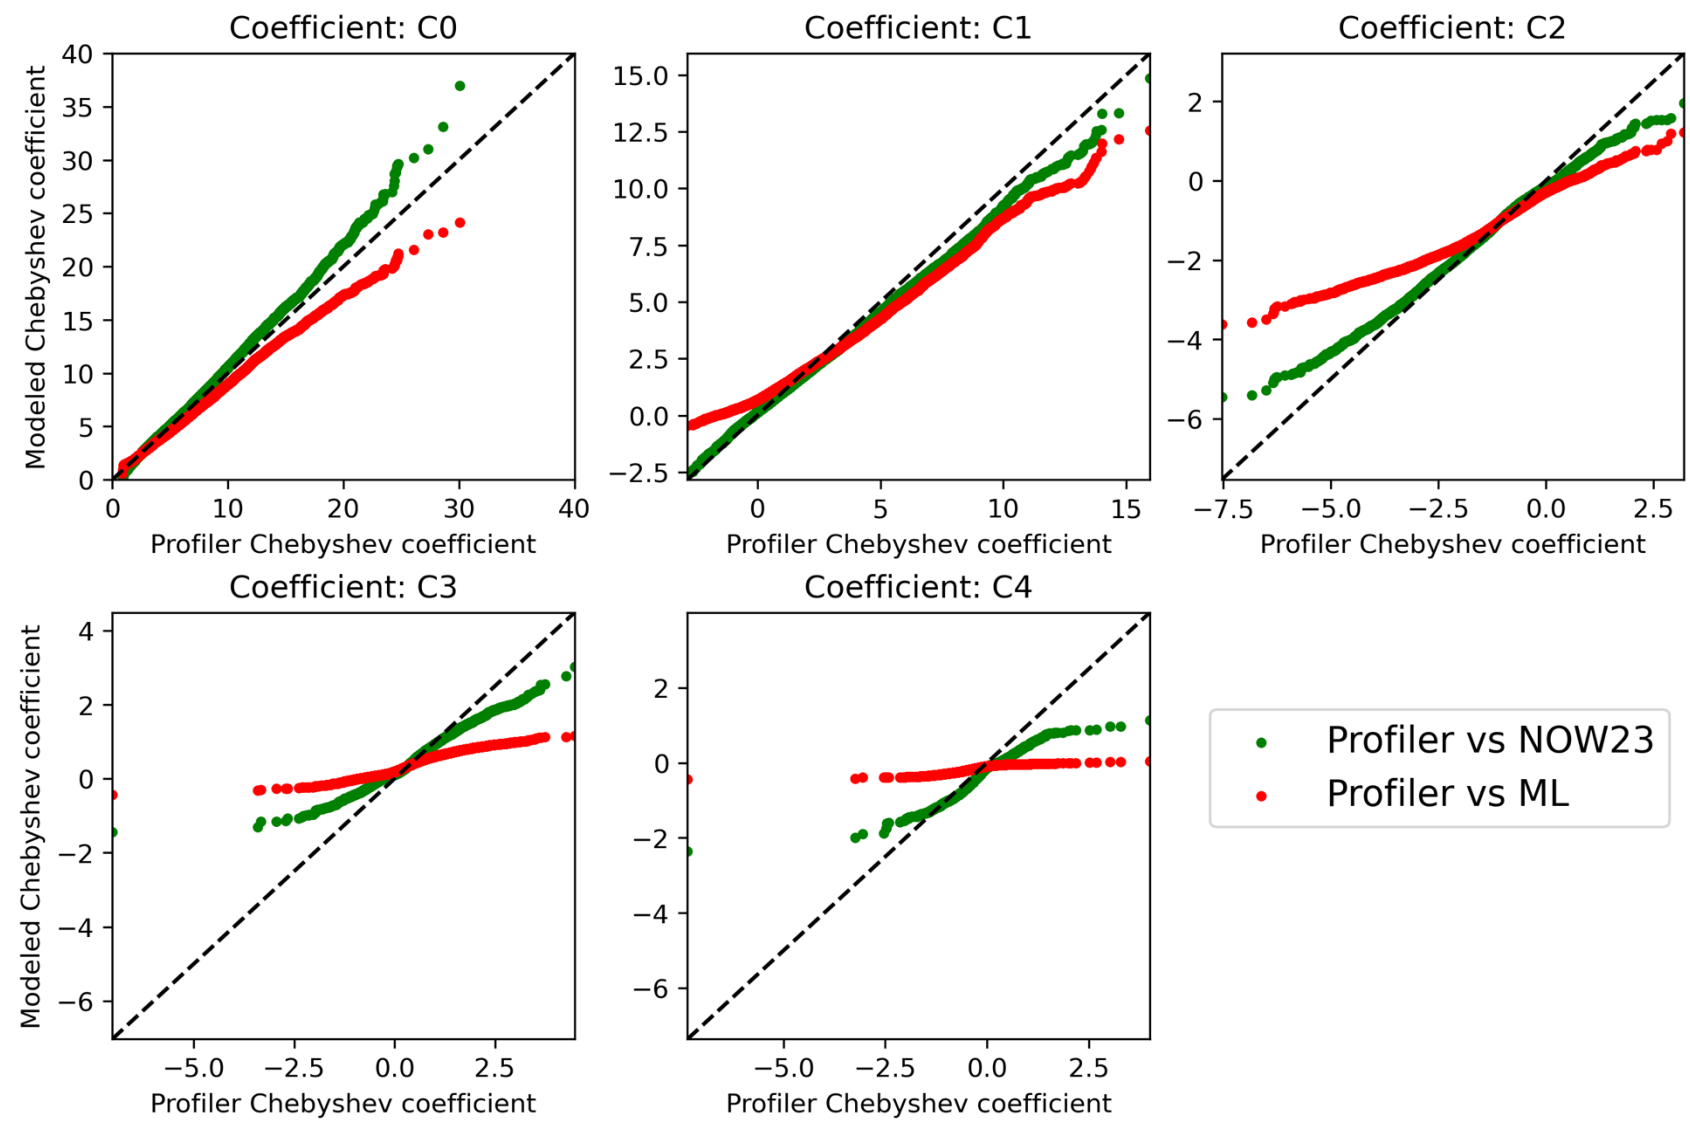 Coefficient: C0
Modeled Chebyshev coefficient
40
35
30
25
20
15
10
5
0
0 10 20 30 40
Profiler Chebyshev coefficient
Coefficient: C1
15.0
12.5
10.0
7.5
5.0
2.5
0.0
−2.5
0 5 10 15
Profiler Chebyshev coefficient
Coefficient: C2
2
0
−2
−4
−6
−7.5 −5.0 −2.5 0.0 2.5
Profiler Chebyshev coefficient
Coefficient: C3
Modeled Chebyshev coefficient
4
2
0
−2
−4
−6
−5.0 −2.5 0.0 2.5
Profiler Chebyshev coefficient
Coefficient: C4
2
0
−2
−4
−6
−5.0 −2.5 0.0 2.5
Profiler Chebyshev coefficient
Profiler vs NOW23
Profiler vs ML